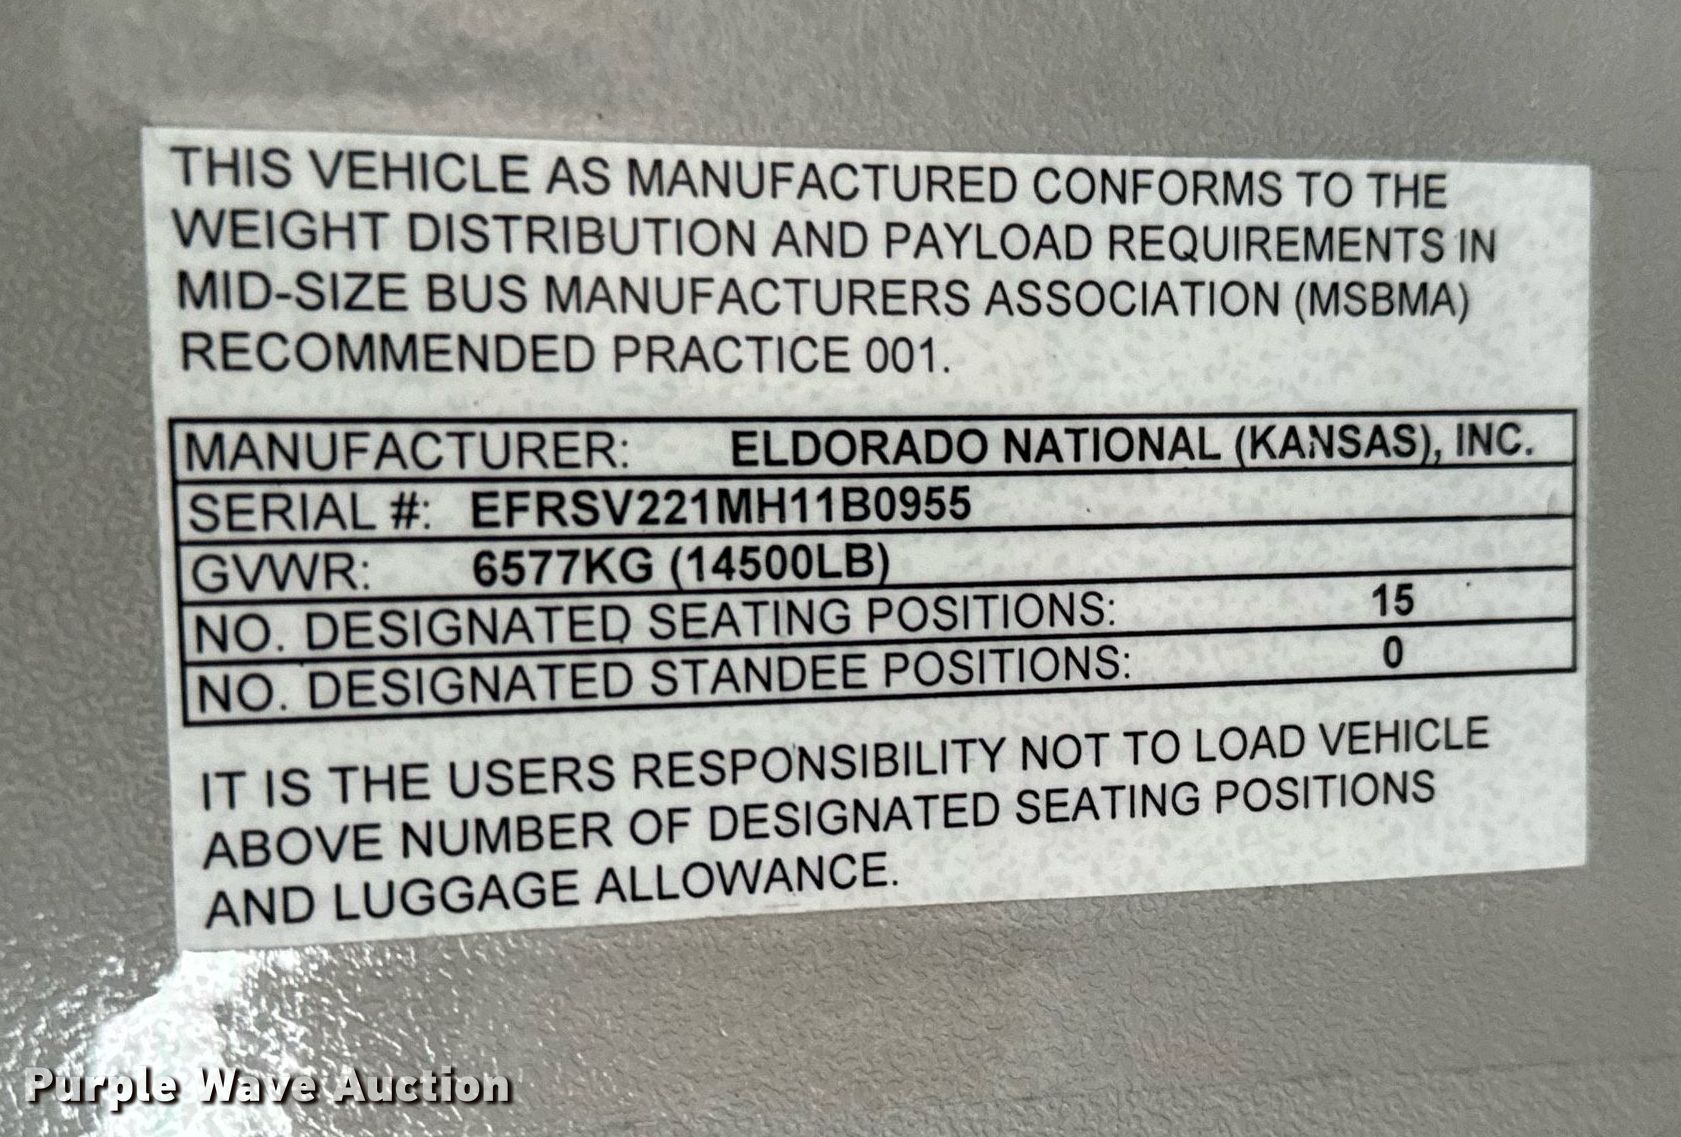 THIS VEHICLE AS MANUFACTURED CONFORMS TO THE
WEIGHT DISTRIBUTION AND PAYLOAD REQUIREMENTS IN
MID-SIZE BUS MANUFACTURERS ASSOCIATION (MSBMA)
RECOMMENDED PRACTICE 001.
MANUFACTURER: ELDORADO NATIONAL (KANSAS), INC.
SERIAL #: EFRSV221MH11B0955
GVWR: 6577KG (14500LB)
NO. DESIGNATED SEATING POSITIONS: 15
NO. DESIGNATED STANDEE POSITIONS: 0
IT IS THE USERS RESPONSIBILITY NOT TO LOAD VEHICLE
ABOVE NUMBER OF DESIGNATED SEATING POSITIONS
AND LUGGAGE ALLOWANCE.
Purple Wave Auction